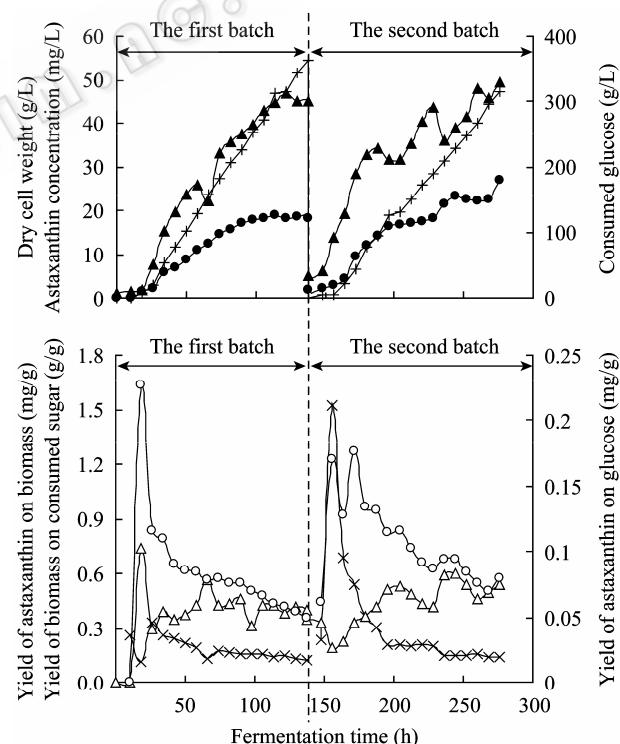 The first batch
The second batch
Dry cell weight (g/L)
Astaxanthin concentration (mg/L)
60
50
40
30
20
10
0
400
300
200
100
0
Consumed glucose (g/L)
The first batch
The second batch
Yield of astaxanthin on biomass (mg/g)
Yield of biomass on consumed sugar (g/g)
1.8
1.5
1.2
0.9
0.6
0.3
0.0
0.25
0.2
0.15
0.1
0.05
0
Yield of astaxanthin on glucose (mg/g)
50 100 150 200 250 300
Fermentation time (h)